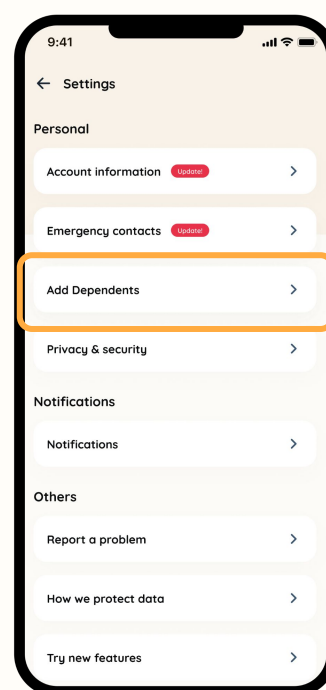 9:41
Settings
Personal
Account information Update!
Emergency contacts Update!
Add Dependents
Privacy & security
Notifications
Notifications
Others
Report a problem
How we protect data
Try new features